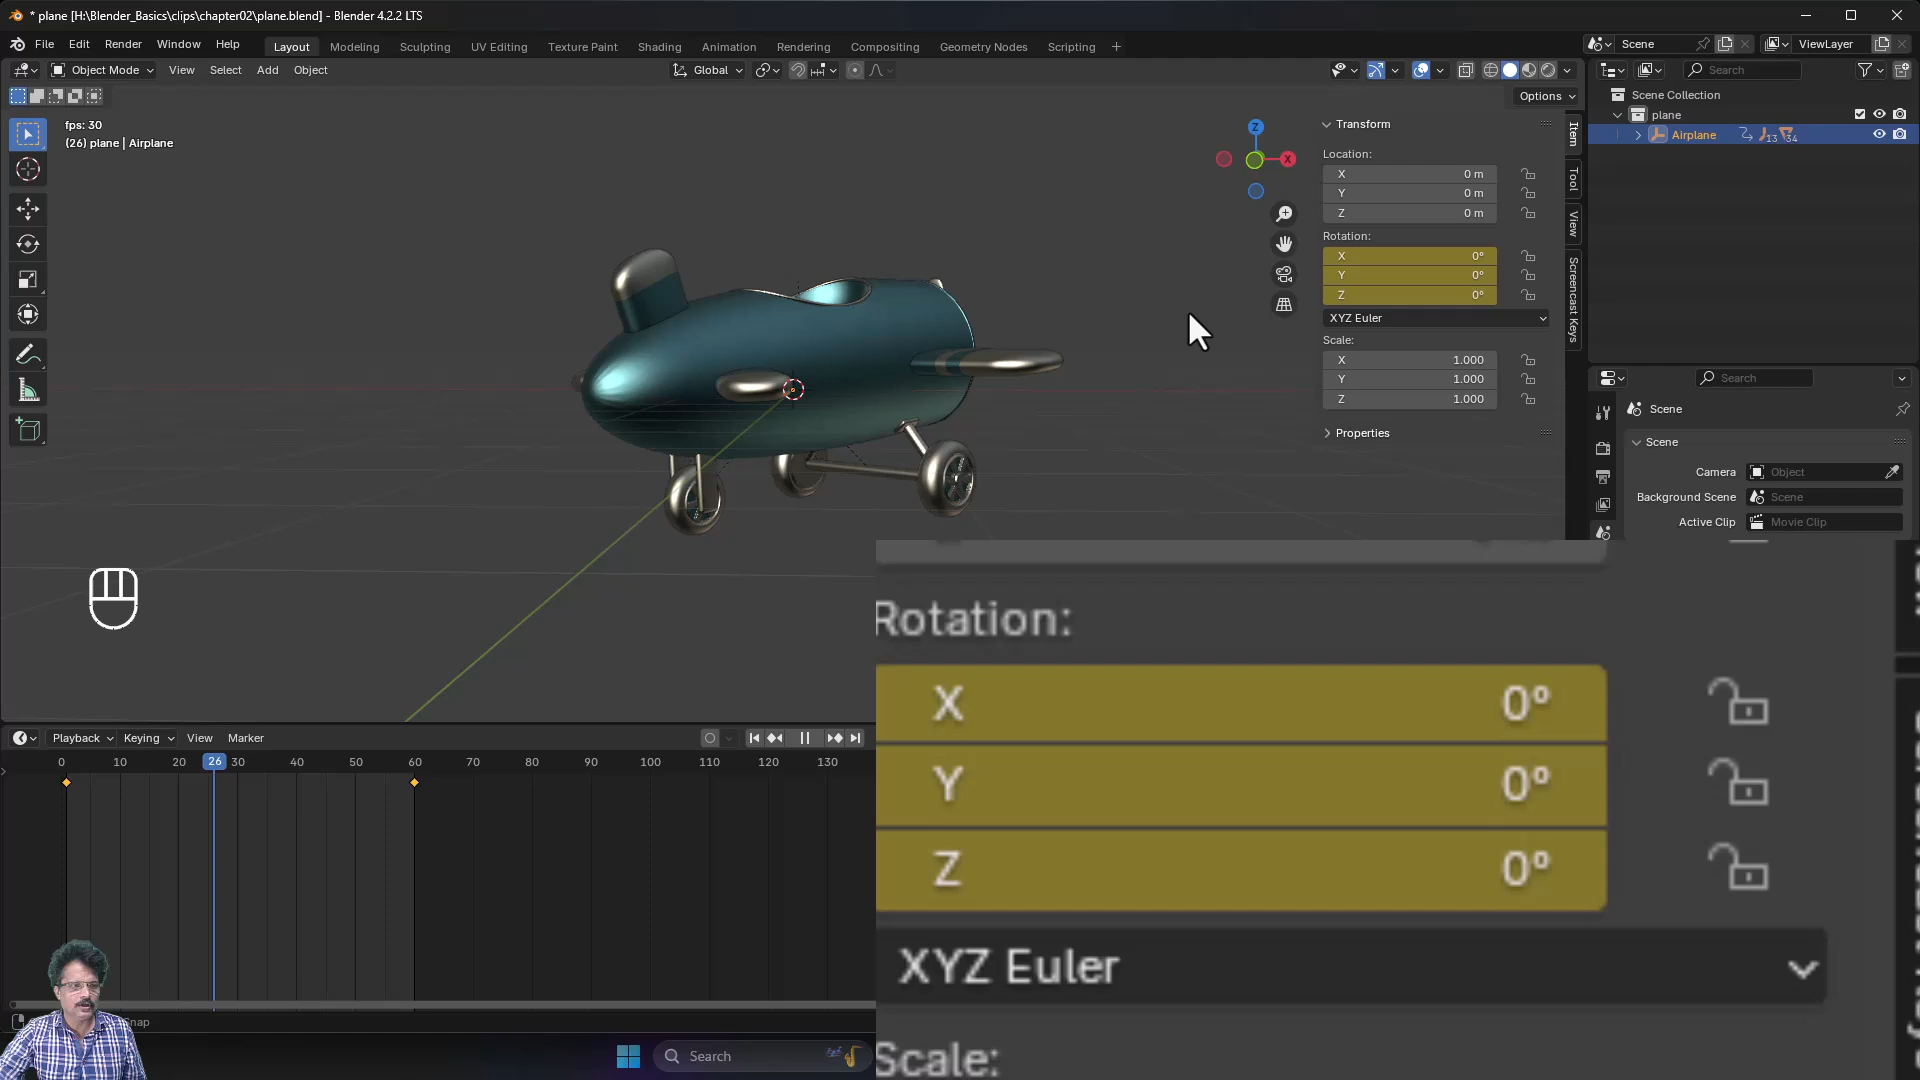 * plane [H:\Blender_Basics\clips\chapter02\plane.blend] - Blender 4.2.2 LTS
File Edit Render Window Help Layout Modeling Sculpting UV Editing Texture Paint Shading Animation Rendering Compositing Geometry Nodes Scripting + Scene ViewLayer
Object Mode View Select Add Object Global Search
Options
fps: 30
(26) plane | Airplane
Z
X
Transform
Location:
X 0 m
Y 0 m
Z 0 m
Rotation:
X 0°
Y 0°
Z 0°
XYZ Euler
Scale:
X 1.000
Y 1.000
Z 1.000
Properties
Item
Tool
View
Screencast Keys
Scene Collection
plane
Airplane 13 34
Search
Scene
Scene
Camera Object
Background Scene Scene
Active Clip Movie Clip
Rotation:
X 0°
Y 0°
Z 0°
XYZ Euler
Scale:
Playback Keying View Marker
0 10 20 26 30 40 50 60 70 80 90 100 110 120 130
Search